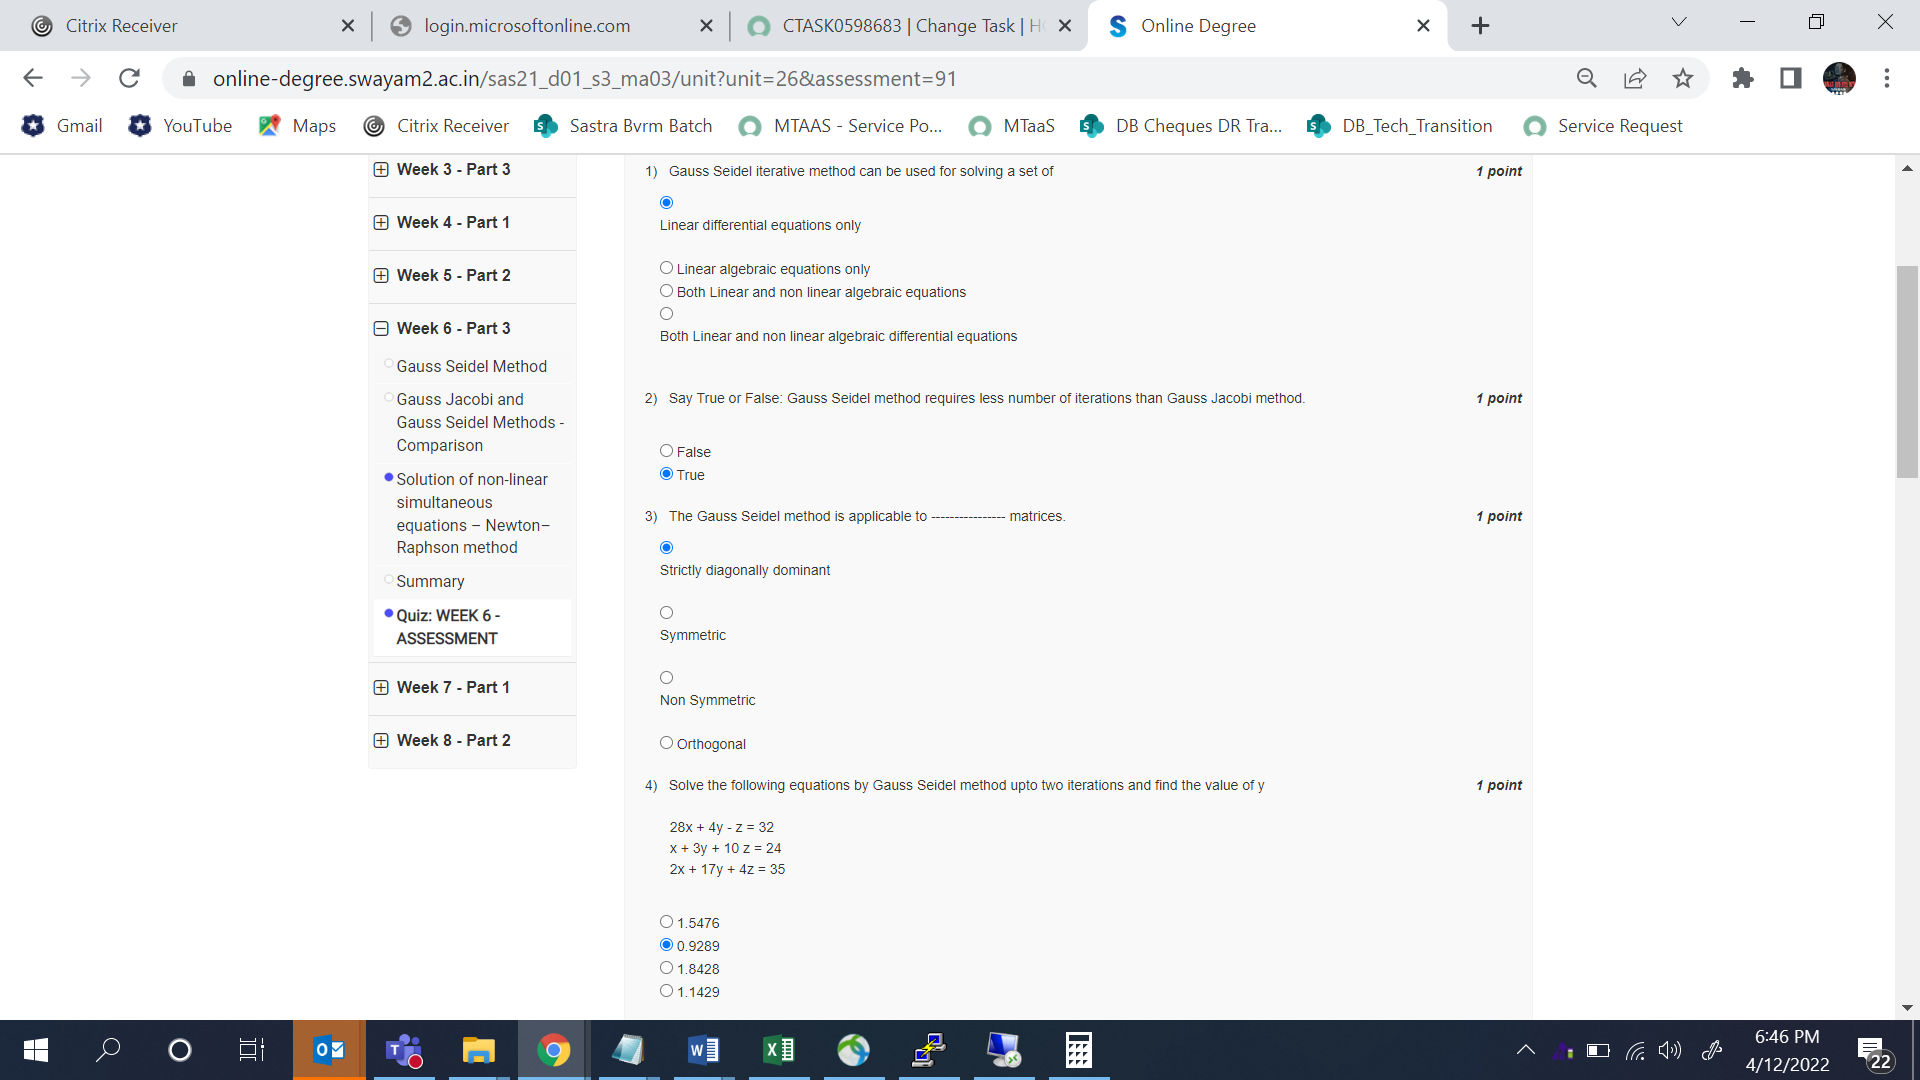 Citrix Receiver
login.microsoftonline.com
CTASK0598683 | Change Task | H
Online Degree
online-degree.swayam2.ac.in/sas21_d01_s3_ma03/unit?unit=26&assessment=91
Gmail
YouTube
Maps
Citrix Receiver
Sastra Bvrm Batch
MTAAS - Service Po...
MTaaS
DB Cheques DR Tra...
DB_Tech_Transition
Service Request
Week 3 - Part 3
Week 4 - Part 1
Week 5 - Part 2
Week 6 - Part 3
Gauss Seidel Method
Gauss Jacobi and
Gauss Seidel Methods -
Comparison
Solution of non-linear
simultaneous
equations – Newton–
Raphson method
Summary
Quiz: WEEK 6 -
ASSESSMENT
Week 7 - Part 1
Week 8 - Part 2
1) Gauss Seidel iterative method can be used for solving a set of 1 point
Linear differential equations only
Linear algebraic equations only
Both Linear and non linear algebraic equations
Both Linear and non linear algebraic differential equations
2) Say True or False: Gauss Seidel method requires less number of iterations than Gauss Jacobi method. 1 point
False
True
3) The Gauss Seidel method is applicable to ---------------- matrices. 1 point
Strictly diagonally dominant
Symmetric
Non Symmetric
Orthogonal
4) Solve the following equations by Gauss Seidel method upto two iterations and find the value of y 1 point
28x + 4y - z = 32
x + 3y + 10 z = 24
2x + 17y + 4z = 35
1.5476
0.9289
1.8428
1.1429
6:46 PM
4/12/2022
22